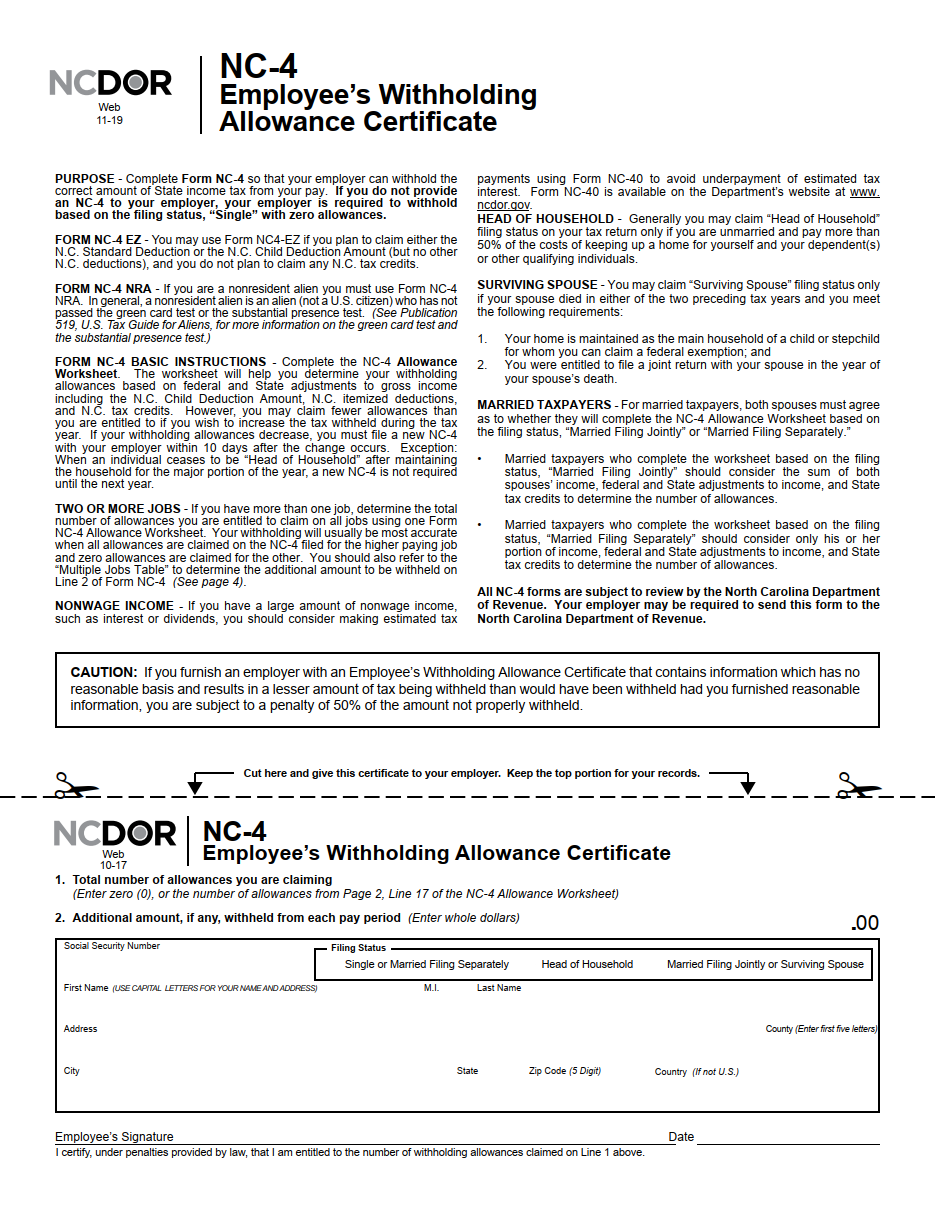 NCDOR
Web
11-19
NC-4
Employee’s Withholding
Allowance Certificate
PURPOSE - Complete Form NC-4 so that your employer can withhold the
correct amount of State income tax from your pay. If you do not provide
an NC-4 to your employer, your employer is required to withhold
based on the filing status, “Single” with zero allowances.
FORM NC-4 EZ - You may use Form NC4-EZ if you plan to claim either the
N.C. Standard Deduction or the N.C. Child Deduction Amount (but no other
N.C. deductions), and you do not plan to claim any N.C. tax credits.
FORM NC-4 NRA - If you are a nonresident alien you must use Form NC-4
NRA. In general, a nonresident alien is an alien (not a U.S. citizen) who has not
passed the green card test or the substantial presence test. (See Publication
519, U.S. Tax Guide for Aliens, for more information on the green card test and
the substantial presence test.)
FORM NC-4 BASIC INSTRUCTIONS - Complete the NC-4 Allowance
Worksheet. The worksheet will help you determine your withholding
allowances based on federal and State adjustments to gross income
including the N.C. Child Deduction Amount, N.C. itemized deductions,
and N.C. tax credits. However, you may claim fewer allowances than
you are entitled to if you wish to increase the tax withheld during the tax
year. If your withholding allowances decrease, you must file a new NC-4
with your employer within 10 days after the change occurs. Exception:
When an individual ceases to be “Head of Household” after maintaining
the household for the major portion of the year, a new NC-4 is not required
until the next year.
TWO OR MORE JOBS - If you have more than one job, determine the total
number of allowances you are entitled to claim on all jobs using one Form
NC-4 Allowance Worksheet. Your withholding will usually be most accurate
when all allowances are claimed on the NC-4 filed for the higher paying job
and zero allowances are claimed for the other. You should also refer to the
“Multiple Jobs Table” to determine the additional amount to be withheld on
Line 2 of Form NC-4 (See page 4).
NONWAGE INCOME - If you have a large amount of nonwage income,
such as interest or dividends, you should consider making estimated tax
payments using Form NC-40 to avoid underpayment of estimated tax
interest. Form NC-40 is available on the Department’s website at www.
ncdor.gov.
HEAD OF HOUSEHOLD - Generally you may claim “Head of Household”
filing status on your tax return only if you are unmarried and pay more than
50% of the costs of keeping up a home for yourself and your dependent(s)
or other qualifying individuals.
SURVIVING SPOUSE - You may claim “Surviving Spouse” filing status only
if your spouse died in either of the two preceding tax years and you meet
the following requirements:
1. Your home is maintained as the main household of a child or stepchild
for whom you can claim a federal exemption; and
2. You were entitled to file a joint return with your spouse in the year of
your spouse’s death.
MARRIED TAXPAYERS - For married taxpayers, both spouses must agree
as to whether they will complete the NC-4 Allowance Worksheet based on
the filing status, “Married Filing Jointly” or “Married Filing Separately.”
• Married taxpayers who complete the worksheet based on the filing
status, “Married Filing Jointly” should consider the sum of both
spouses’ income, federal and State adjustments to income, and State
tax credits to determine the number of allowances.
• Married taxpayers who complete the worksheet based on the filing
status, “Married Filing Separately” should consider only his or her
portion of income, federal and State adjustments to income, and State
tax credits to determine the number of allowances.
All NC-4 forms are subject to review by the North Carolina Department
of Revenue. Your employer may be required to send this form to the
North Carolina Department of Revenue.
CAUTION: If you furnish an employer with an Employee’s Withholding Allowance Certificate that contains information which has no
reasonable basis and results in a lesser amount of tax being withheld than would have been withheld had you furnished reasonable
information, you are subject to a penalty of 50% of the amount not properly withheld.
Cut here and give this certificate to your employer. Keep the top portion for your records.
NCDOR
Web
10-17
NC-4
Employee’s Withholding Allowance Certificate
1. Total number of allowances you are claiming
(Enter zero (0), or the number of allowances from Page 2, Line 17 of the NC-4 Allowance Worksheet)
2. Additional amount, if any, withheld from each pay period (Enter whole dollars)
.00
Social Security Number
Filing Status
Single or Married Filing Separately Head of Household Married Filing Jointly or Surviving Spouse
First Name (USE CAPITAL LETTERS FOR YOUR NAME AND ADDRESS) M.I. Last Name
Address County (Enter first five letters)
City State Zip Code (5 Digit) Country (If not U.S.)
Employee’s Signature Date
I certify, under penalties provided by law, that I am entitled to the number of withholding allowances claimed on Line 1 above.